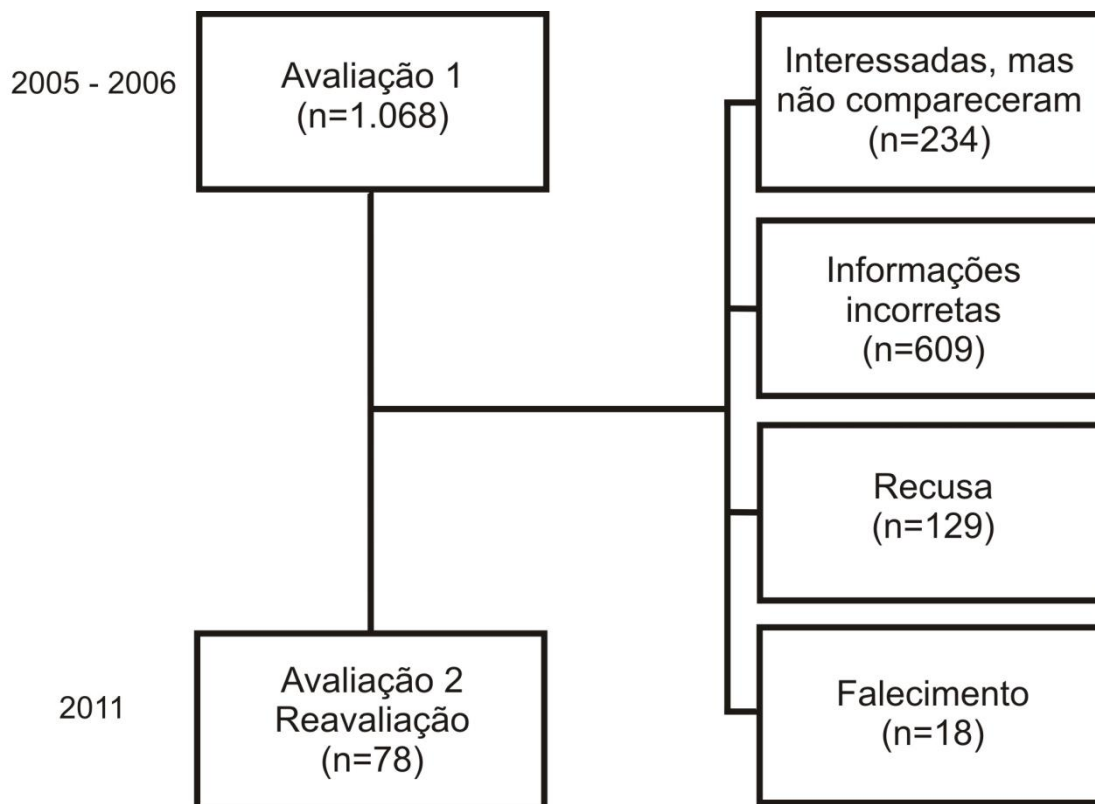 2005 - 2006
Avaliação 1
(n=1.068)
Interessadas, mas
não compareceram
(n=234)
Informações
incorretas
(n=609)
Recusa
(n=129)
2011
Avaliação 2
Reavaliação
(n=78)
Falecimento
(n=18)